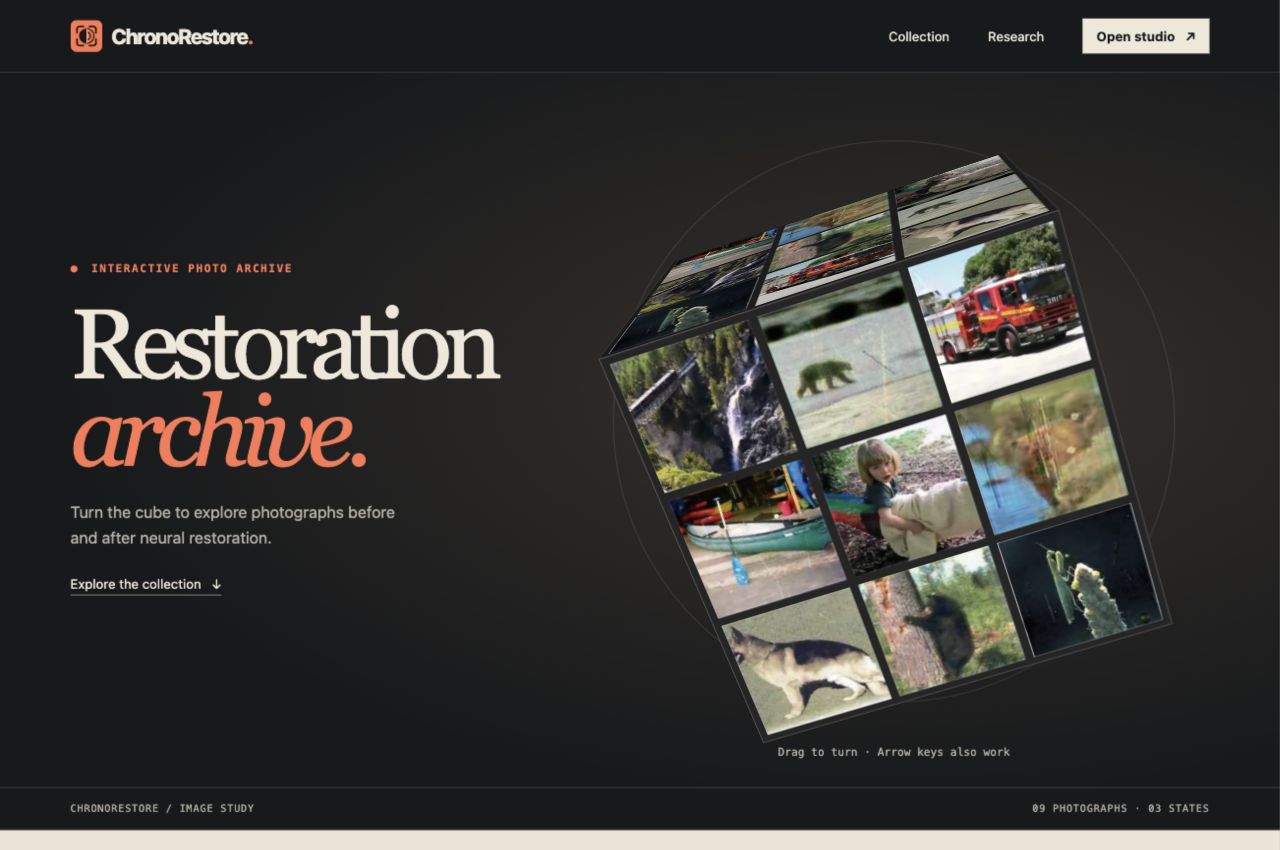 ChronoRestore.
Collection
Research
Open studio ↗
INTERACTIVE PHOTO ARCHIVE
Restoration
archive.
Turn the cube to explore photographs before
and after neural restoration.
Explore the collection ↓
Drag to turn · Arrow keys also work
CHRONORESTORE / IMAGE STUDY
09 PHOTOGRAPHS · 03 STATES